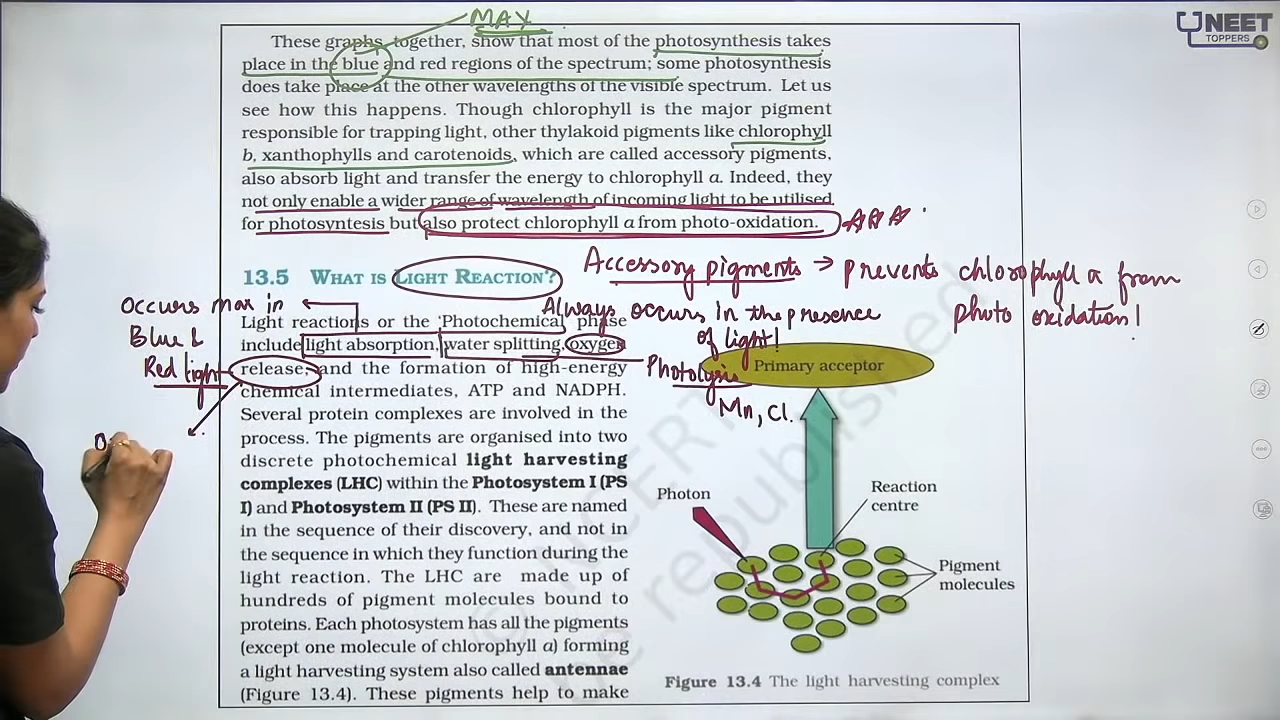 MAX
NEET
TOPPERS
These graphs, together, show that most of the photosynthesis takes
place in the blue and red regions of the spectrum; some photosynthesis
does take place at the other wavelengths of the visible spectrum. Let us
see how this happens. Though chlorophyll is the major pigment
responsible for trapping light, other thylakoid pigments like chlorophyll
b, xanthophylls and carotenoids, which are called accessory pigments,
also absorb light and transfer the energy to chlorophyll a. Indeed, they
not only enable a wider range of wavelength of incoming light to be utilised
for photosyntesis but also protect chlorophyll a from photo-oxidation.
Accessory pigments → prevents chlorophyll a from
photo oxidation!
13.5 WHAT IS LIGHT REACTION?
Occurs max in
Blue &
Red light
Always occurs in the presence
of light!
Light reactions or the 'Photochemical' phase
include light absorption, water splitting, oxygen
release, and the formation of high-energy
chemical intermediates, ATP and NADPH.
Several protein complexes are involved in the
process. The pigments are organised into two
discrete photochemical light harvesting
complexes (LHC) within the Photosystem I (PS
I) and Photosystem II (PS II). These are named
in the sequence of their discovery, and not in
the sequence in which they function during the
light reaction. The LHC are made up of
hundreds of pigment molecules bound to
proteins. Each photosystem has all the pigments
(except one molecule of chlorophyll a) forming
a light harvesting system also called antennae
(Figure 13.4). These pigments help to make
Photolysis
Mn, Cl.
Primary acceptor
Photon
Reaction
centre
Pigment
molecules
Figure 13.4 The light harvesting complex
© NCERT
be republished